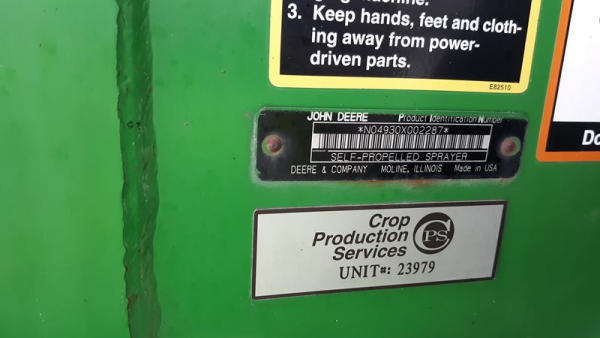 3. Keep hands, feet and cloth-
ing away from power-
driven parts.
E82510
JOHN DEERE Product Identification Number
*N04930X002287*
SELF-PROPELLED SPRAYER
DEERE & COMPANY MOLINE, ILLINOIS Made in USA
Crop
Production
Services
CPS
UNIT#: 23979
Do